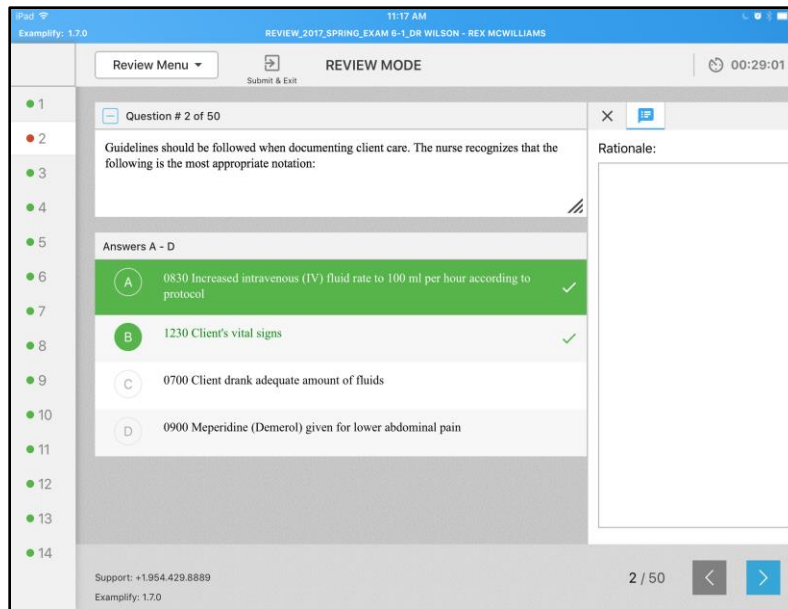 iPad
11:17 AM
Examplify: 1.7.0
REVIEW_2017_SPRING_EXAM 6-1_DR WILSON - REX MCWILLIAMS
Review Menu
Submit & Exit
REVIEW MODE
00:29:01
1
2
3
4
5
6
7
8
9
10
11
12
13
14
Question # 2 of 50
Guidelines should be followed when documenting client care. The nurse recognizes that the
following is the most appropriate notation:
Answers A - D
A
0830 Increased intravenous (IV) fluid rate to 100 ml per hour according to
protocol
B
1230 Client's vital signs
C
0700 Client drank adequate amount of fluids
D
0900 Meperidine (Demerol) given for lower abdominal pain
Rationale:
Support: +1.954.429.8889
Examplify: 1.7.0
2 / 50